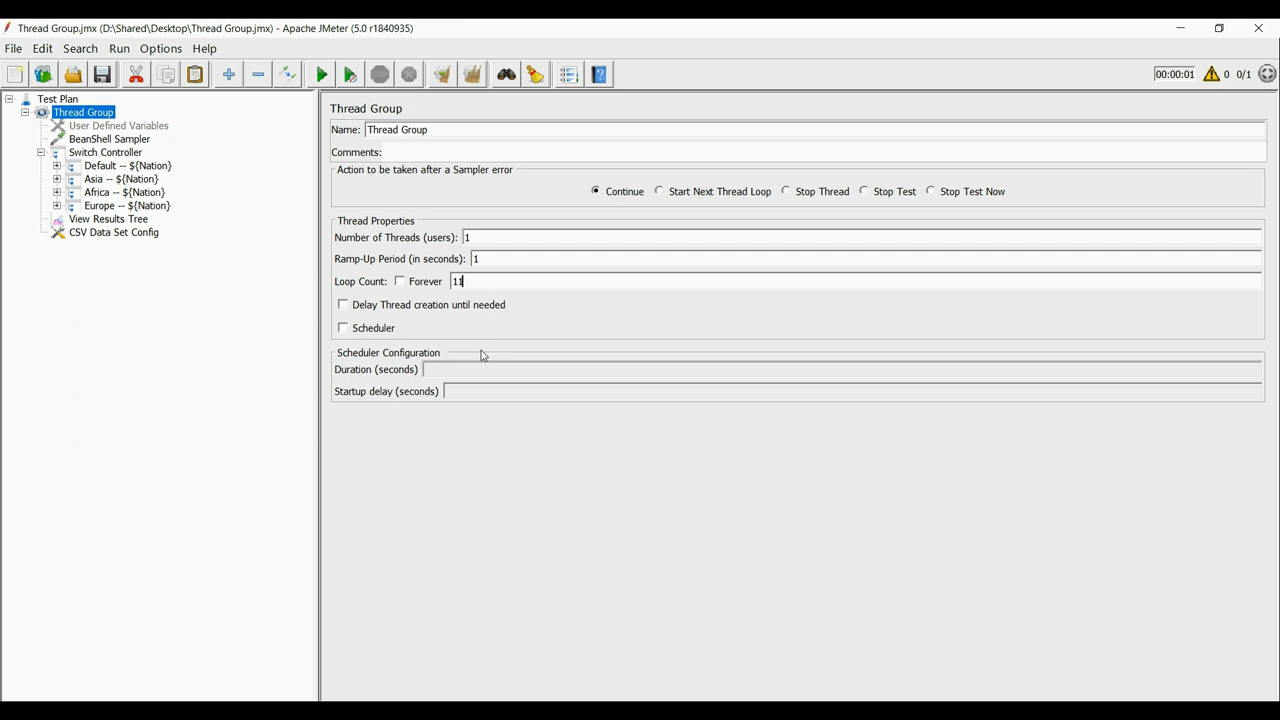 Thread Group.jmx (D:\Shared\Desktop\Thread Group.jmx) - Apache JMeter (5.0 r1840935)
File Edit Search Run Options Help
00:00:01 0 0/1
Test Plan
Thread Group
User Defined Variables
BeanShell Sampler
Switch Controller
Default -- ${Nation}
Asia -- ${Nation}
Africa -- ${Nation}
Europe -- ${Nation}
View Results Tree
CSV Data Set Config
Thread Group
Name: Thread Group
Comments:
Action to be taken after a Sampler error
Continue Start Next Thread Loop Stop Thread Stop Test Stop Test Now
Thread Properties
Number of Threads (users): 1
Ramp-Up Period (in seconds): 1
Loop Count: Forever 11
Delay Thread creation until needed
Scheduler
Scheduler Configuration
Duration (seconds)
Startup delay (seconds)